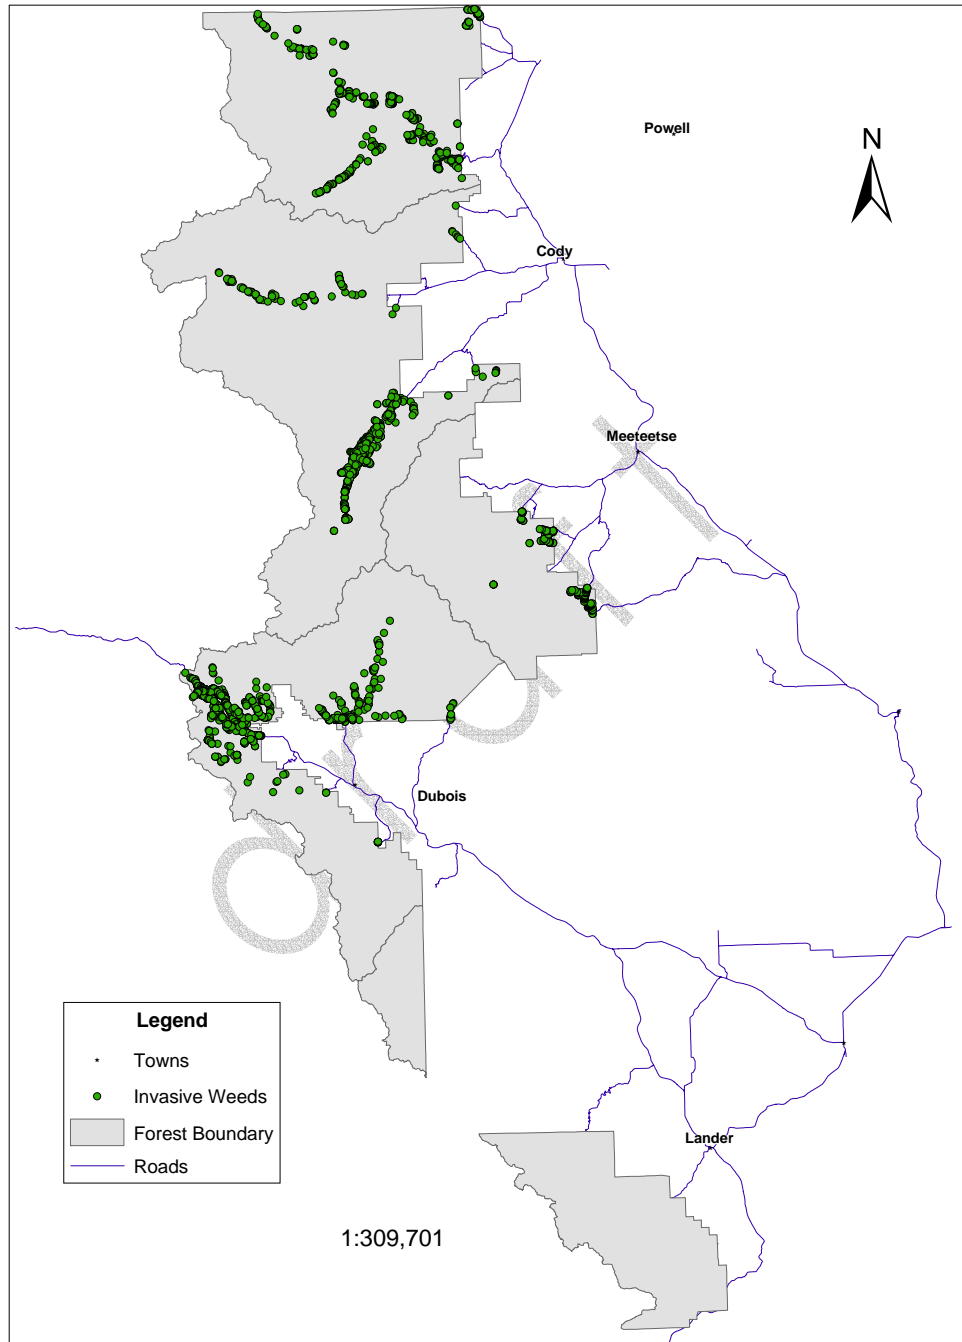 N
Powell
Cody
Meeteetse
Dubois
Lander
Legend
Towns
Invasive Weeds
Forest Boundary
Roads
1:309,701